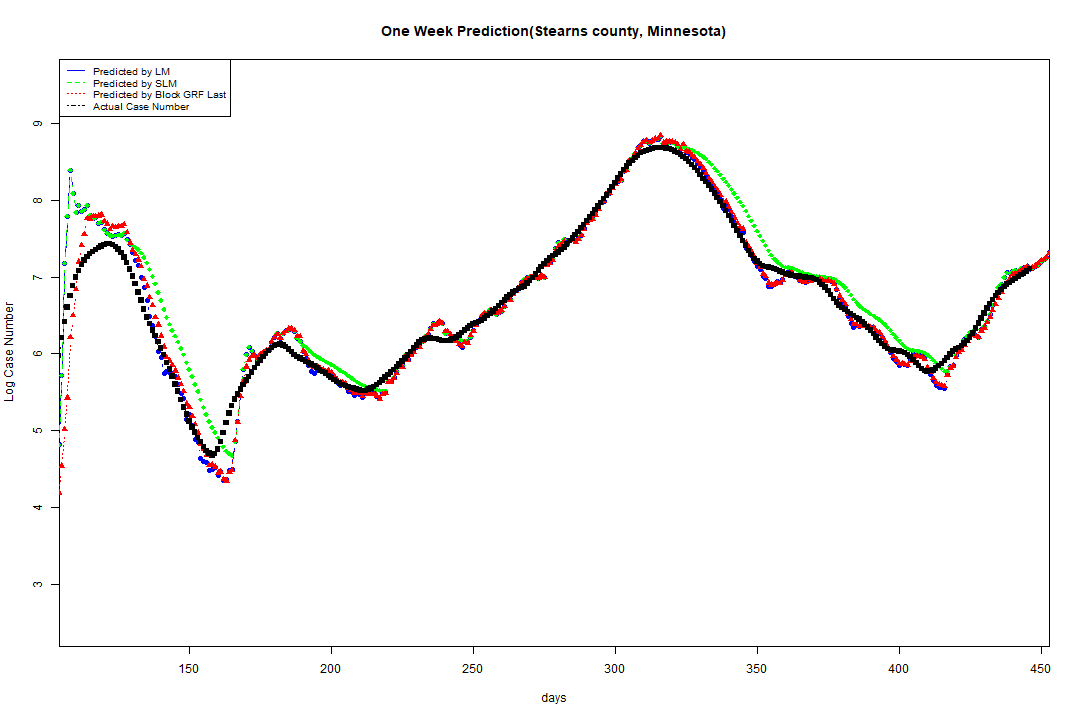 One Week Prediction(Stearns county, Minnesota)
Predicted by LM
Predicted by SLM
Predicted by Block GRF Last
Actual Case Number
Log Case Number
9
8
7
6
5
4
3
150 200 250 300 350 400 450
days